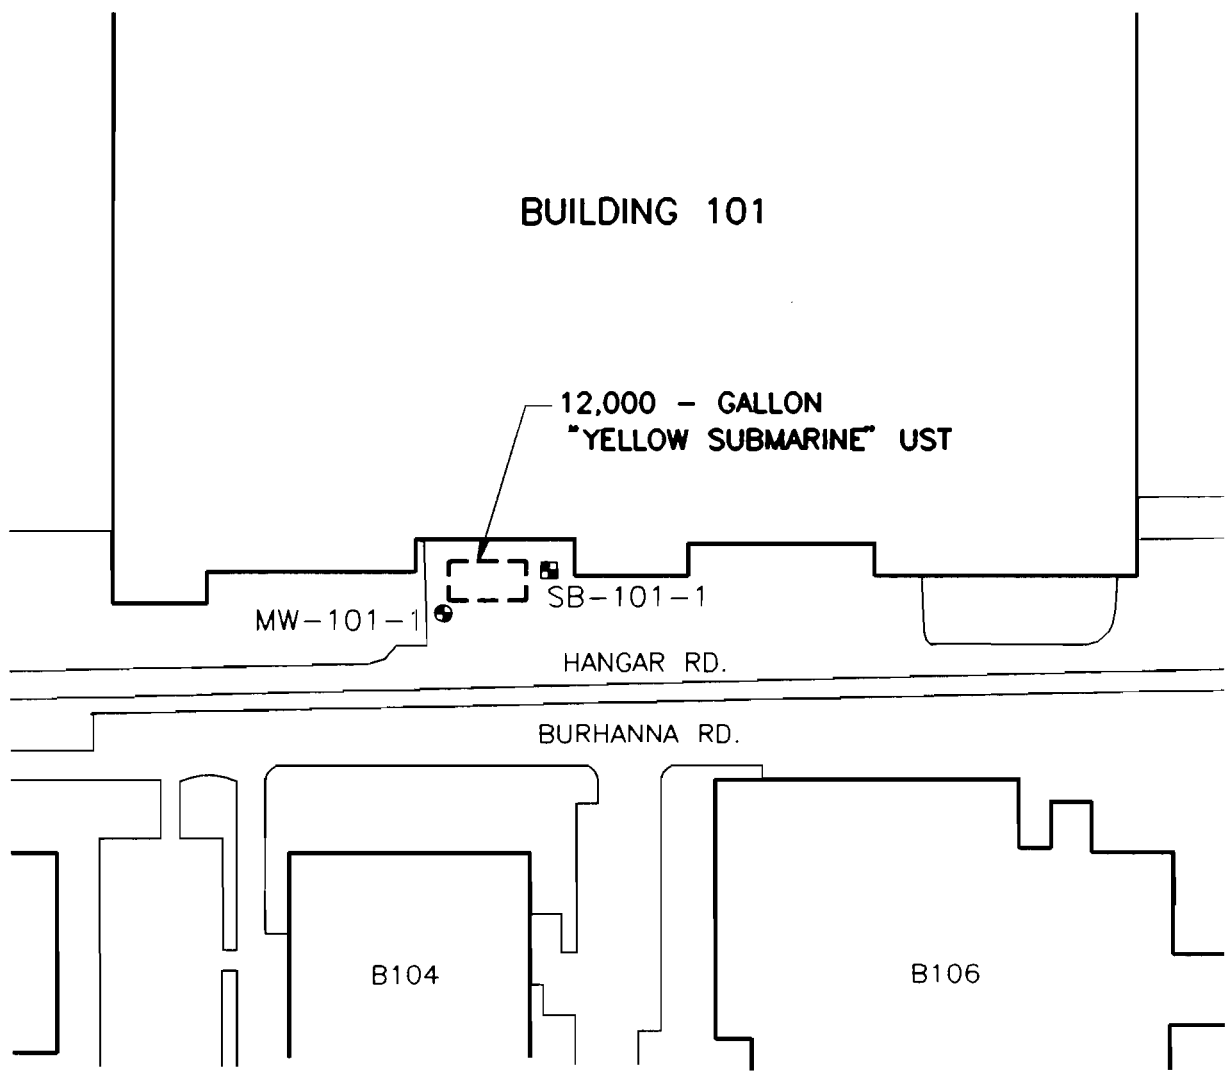 BUILDING 101
12,000 - GALLON
"YELLOW SUBMARINE" UST
SB-101-1
MW-101-1
HANGAR RD.
BURHANNA RD.
B104
B106